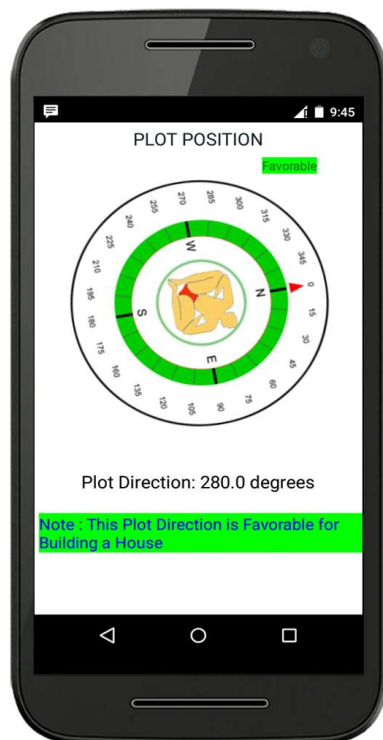 9:45
PLOT POSITION
Favorable
270
285
300
315
330
345
0
15
30
45
60
75
90
105
120
135
160
175
180
195
210
225
240
255
W
N
E
S
Plot Direction: 280.0 degrees
Note : This Plot Direction is Favorable for
Building a House